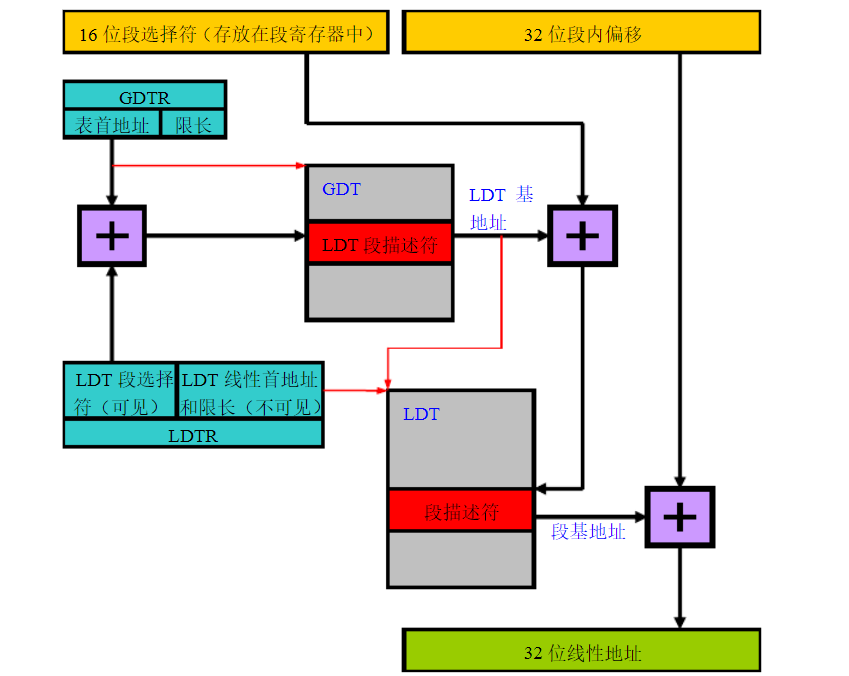 16 位段选择符（存放在段寄存器中）
32 位段内偏移
GDTR
表首地址
限长
GDT
LDT 段描述符
LDT 基
地址
LDT 段选择
符（可见）
LDT 线性首地址
和限长（不可见）
LDTR
LDT
段描述符
段基地址
32 位线性地址